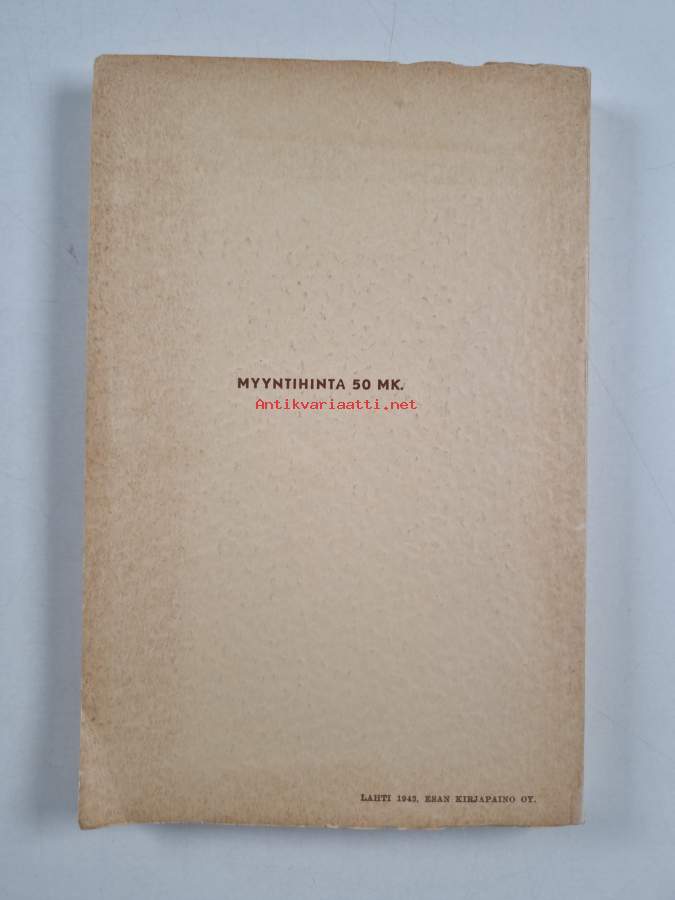 MYYNTIHINTA 50 MK.
Antikvariaatti.net
LAHTI 1943, ESAN KIRJAPAINO OY.